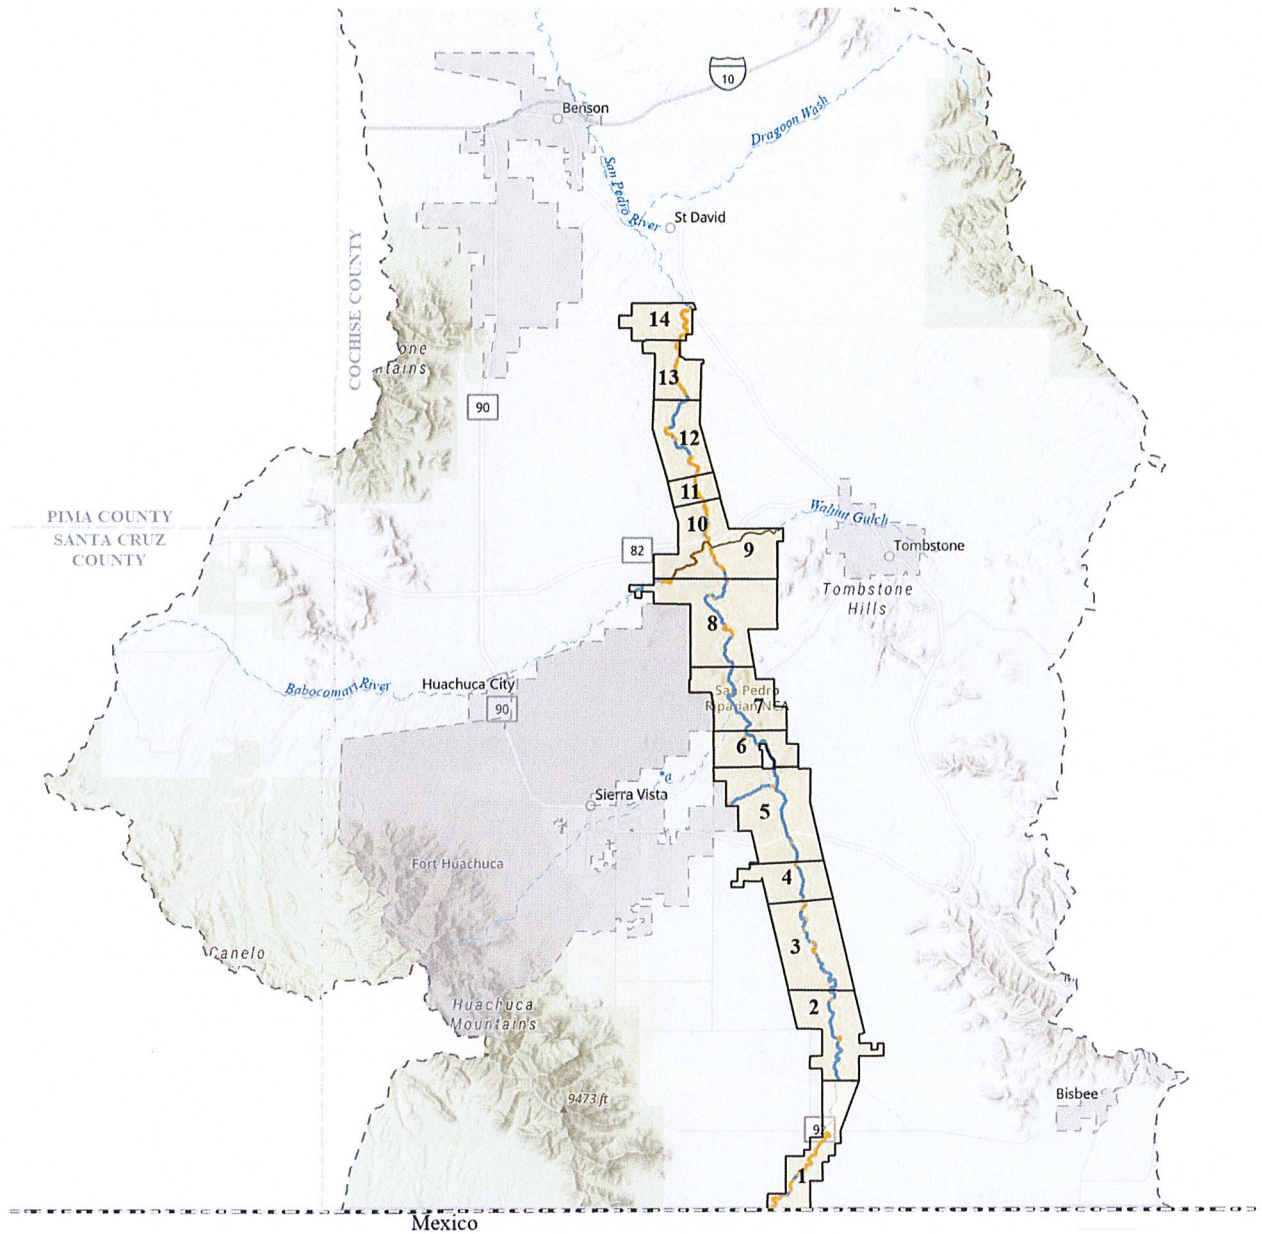 10
Benson
Dragoon Wash
San Pedro River
St David
COCHISE COUNTY
14
one
ntains
13
90
12
11
PIMA COUNTY
SANTA CRUZ
COUNTY
Walnut Gulch
10
82
9
Tombstone
Tombstone
Hills
8
Huachuca City
Babocomari River
San Pedro
Riparian NCA
7
90
6
Sierra Vista
5
Fort Huachuca
4
3
Canelo
Huachuca
Mountains
2
9473 ft
Bisbee
1
Mexico